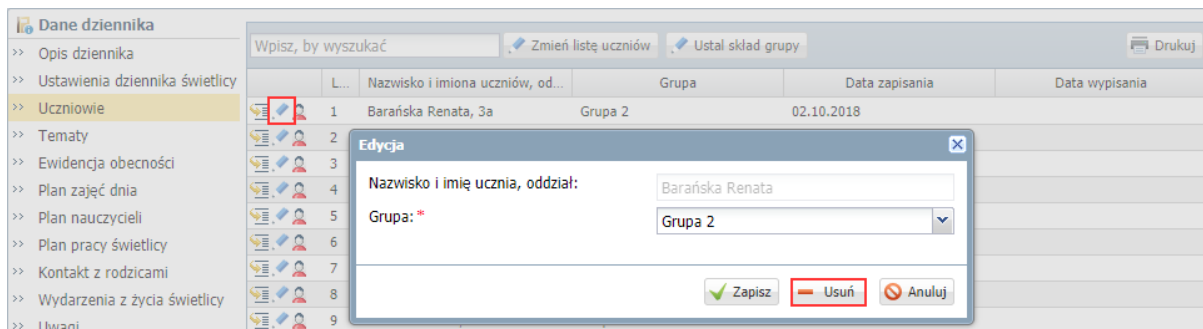 Dane dziennika
>> Opis dziennika
>> Ustawienia dziennika świetlicy
>> Uczniowie
>> Tematy
>> Ewidencja obecności
>> Plan zajęć dnia
>> Plan nauczycieli
>> Plan pracy świetlicy
>> Kontakt z rodzicami
>> Wydarzenia z życia świetlicy
>> Uwagi
Wpisz, by wyszukać Zmień listę uczniów Ustal skład grupy Drukuj
L... Nazwisko i imiona uczniów, od... Grupa Data zapisania Data wypisania
1 Barańska Renata, 3a Grupa 2 02.10.2018
2
3
4
5
6
7
8
9
Edycja
Nazwisko i imię ucznia, oddział: Barańska Renata
Grupa: * Grupa 2
Zapisz Usuń Anuluj